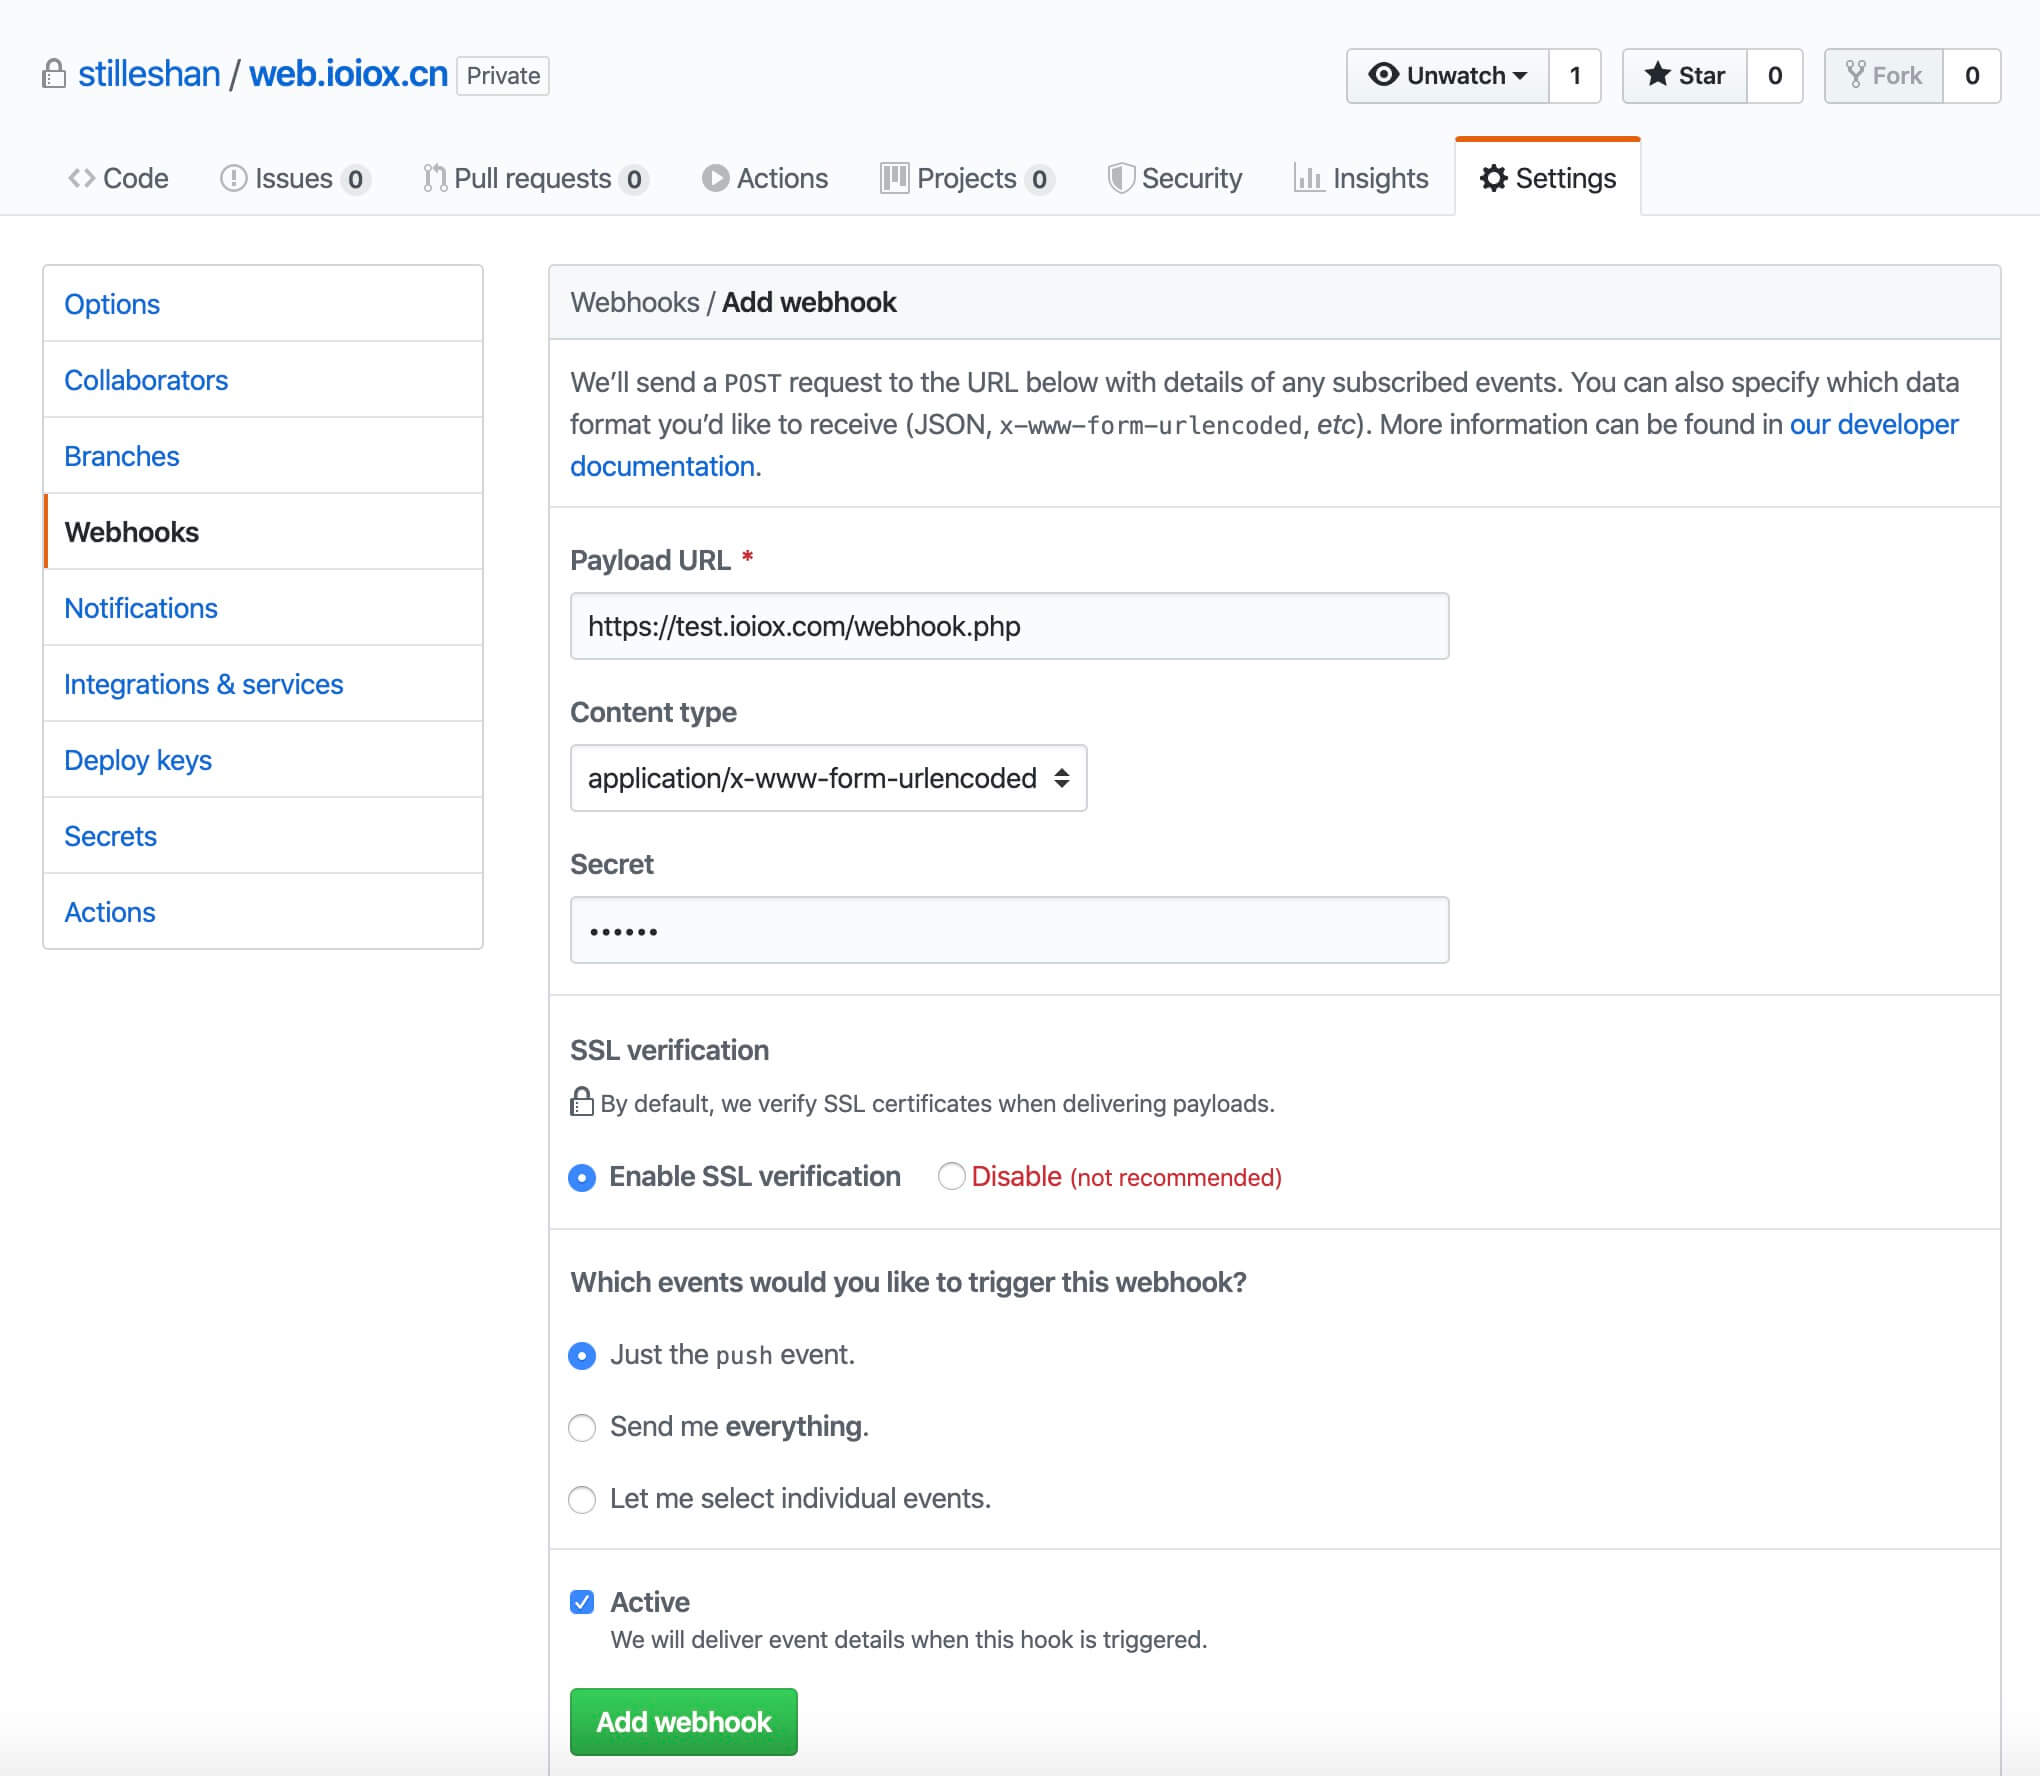 stilleshan / web.ioiox.cn Private
Unwatch 1 Star 0 Fork 0
Code Issues 0 Pull requests 0 Actions Projects 0 Security Insights Settings
Options
Collaborators
Branches
Webhooks
Notifications
Integrations & services
Deploy keys
Secrets
Actions
Webhooks / Add webhook
We’ll send a POST request to the URL below with details of any subscribed events. You can also specify which data
format you’d like to receive (JSON, x-www-form-urlencoded, etc). More information can be found in our developer
documentation.
Payload URL *
https://test.ioiox.com/webhook.php
Content type
application/x-www-form-urlencoded
Secret
••••••
SSL verification
By default, we verify SSL certificates when delivering payloads.
Enable SSL verification Disable (not recommended)
Which events would you like to trigger this webhook?
Just the push event.
Send me everything.
Let me select individual events.
Active
We will deliver event details when this hook is triggered.
Add webhook